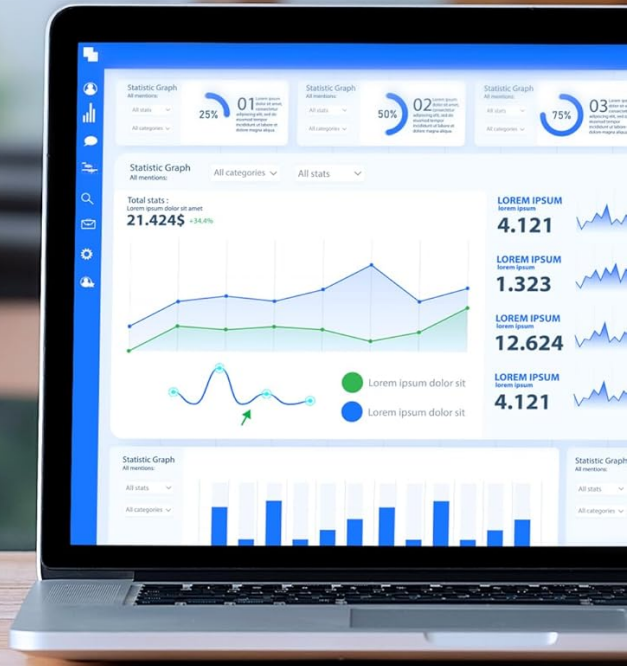 Statistic Graph
All mentions:
All stats
All categories
25%
01
Statistic Graph
All mentions:
All stats
All categories
50%
02
Statistic Graph
All mentions:
All stats
All categories
75%
03
Statistic Graph
All mentions:
All categories
All stats
Total stats :
Lorem ipsum dolor sit amet
21.424$ +34,4%
LOREM IPSUM
lorem ipsum
4.121
LOREM IPSUM
lorem ipsum
1.323
LOREM IPSUM
lorem ipsum
12.624
LOREM IPSUM
lorem ipsum
4.121
Lorem ipsum dolor sit
Lorem ipsum dolor sit
Statistic Graph
All mentions:
All stats
All categories
Statistic Graph
All mentions:
All stats
All categories